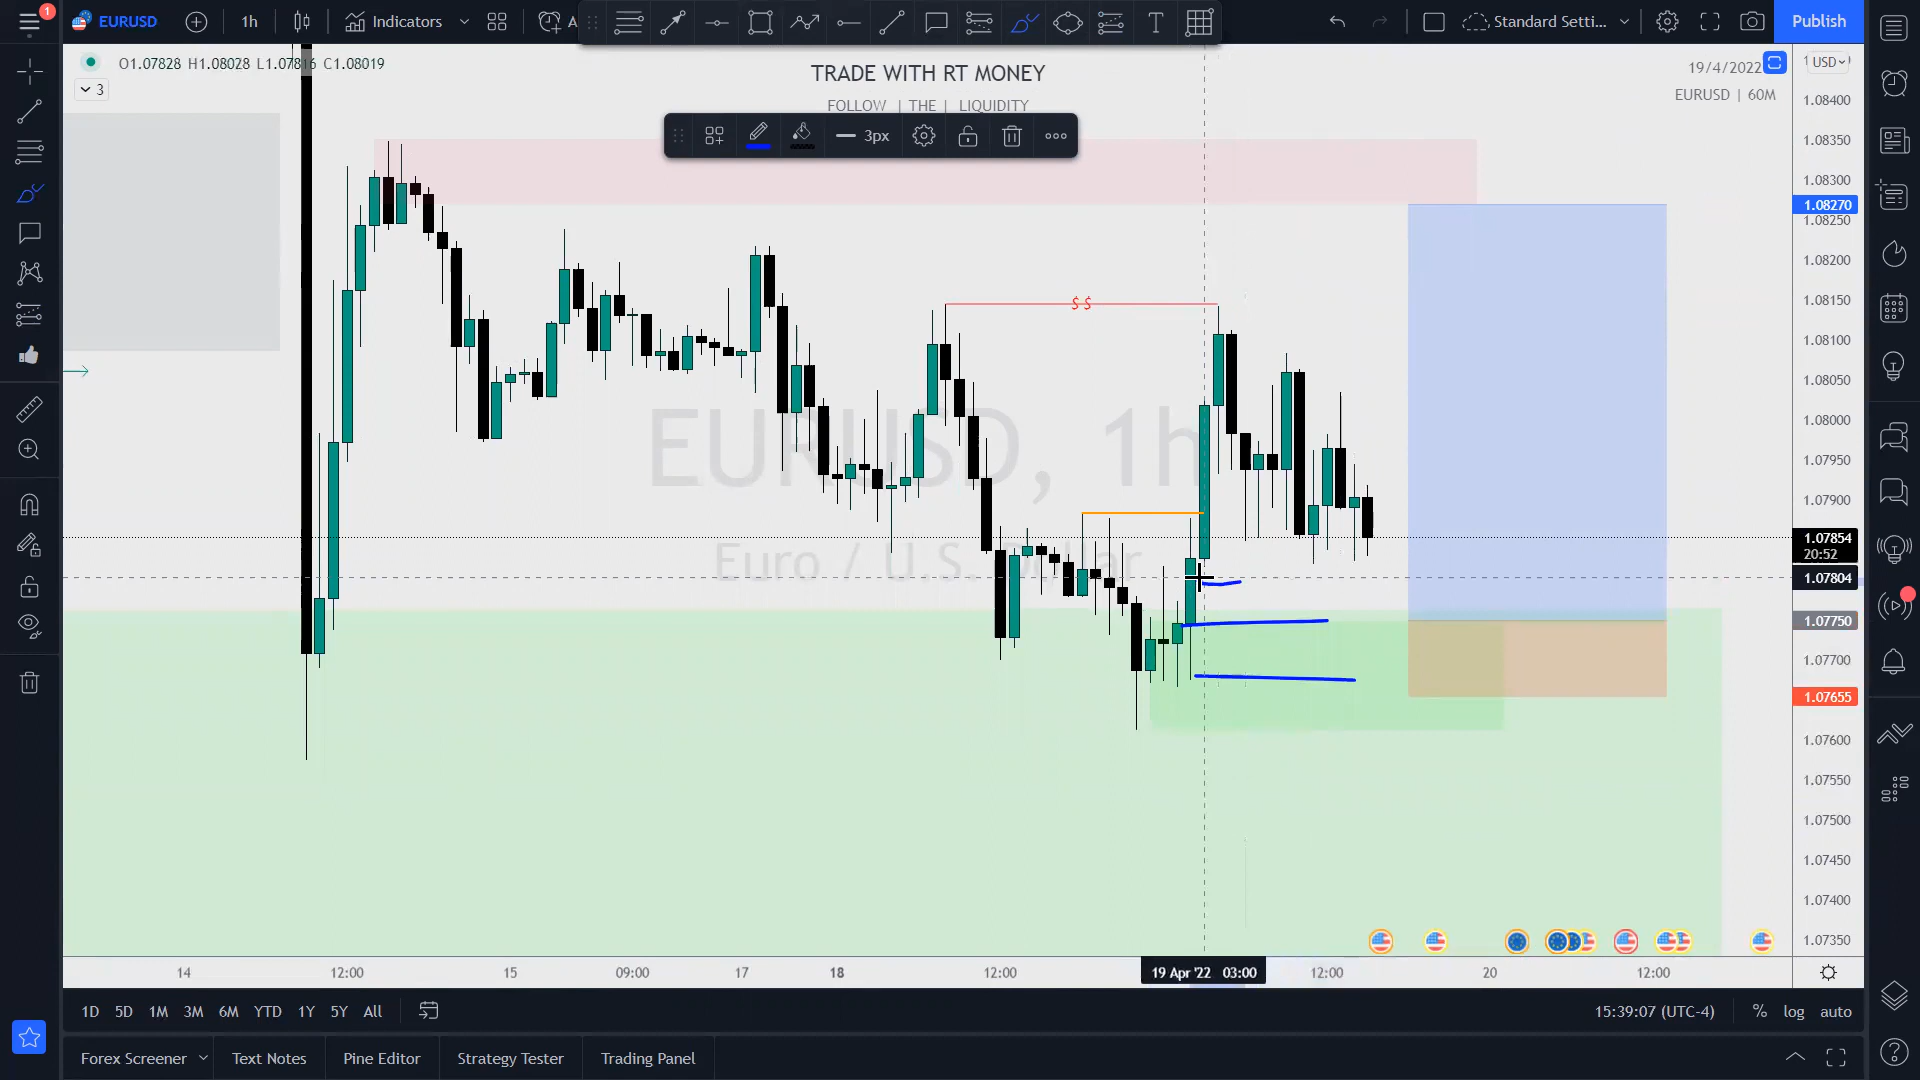 1
EURUSD
1h
Indicators
A
Standard Setti...
Publish
O1.07828 H1.08028 L1.07816 C1.08019
3
TRADE WITH RT MONEY
FOLLOW | THE | LIQUIDITY
19/4/2022
EURUSD | 60M
USD
3px
$ $
EURUSD, 1h
Euro / U.S. Dollar
1.08400
1.08350
1.08300
1.08270
1.08250
1.08200
1.08150
1.08100
1.08050
1.08000
1.07950
1.07900
1.07854
20:52
1.07804
1.07750
1.07700
1.07655
1.07600
1.07550
1.07500
1.07450
1.07400
1.07350
14
12:00
15
09:00
17
18
12:00
19 Apr '22 03:00
12:00
20
12:00
1D 5D 1M 3M 6M YTD 1Y 5Y All
15:39:07 (UTC-4)
% log auto
Forex Screener
Text Notes
Pine Editor
Strategy Tester
Trading Panel